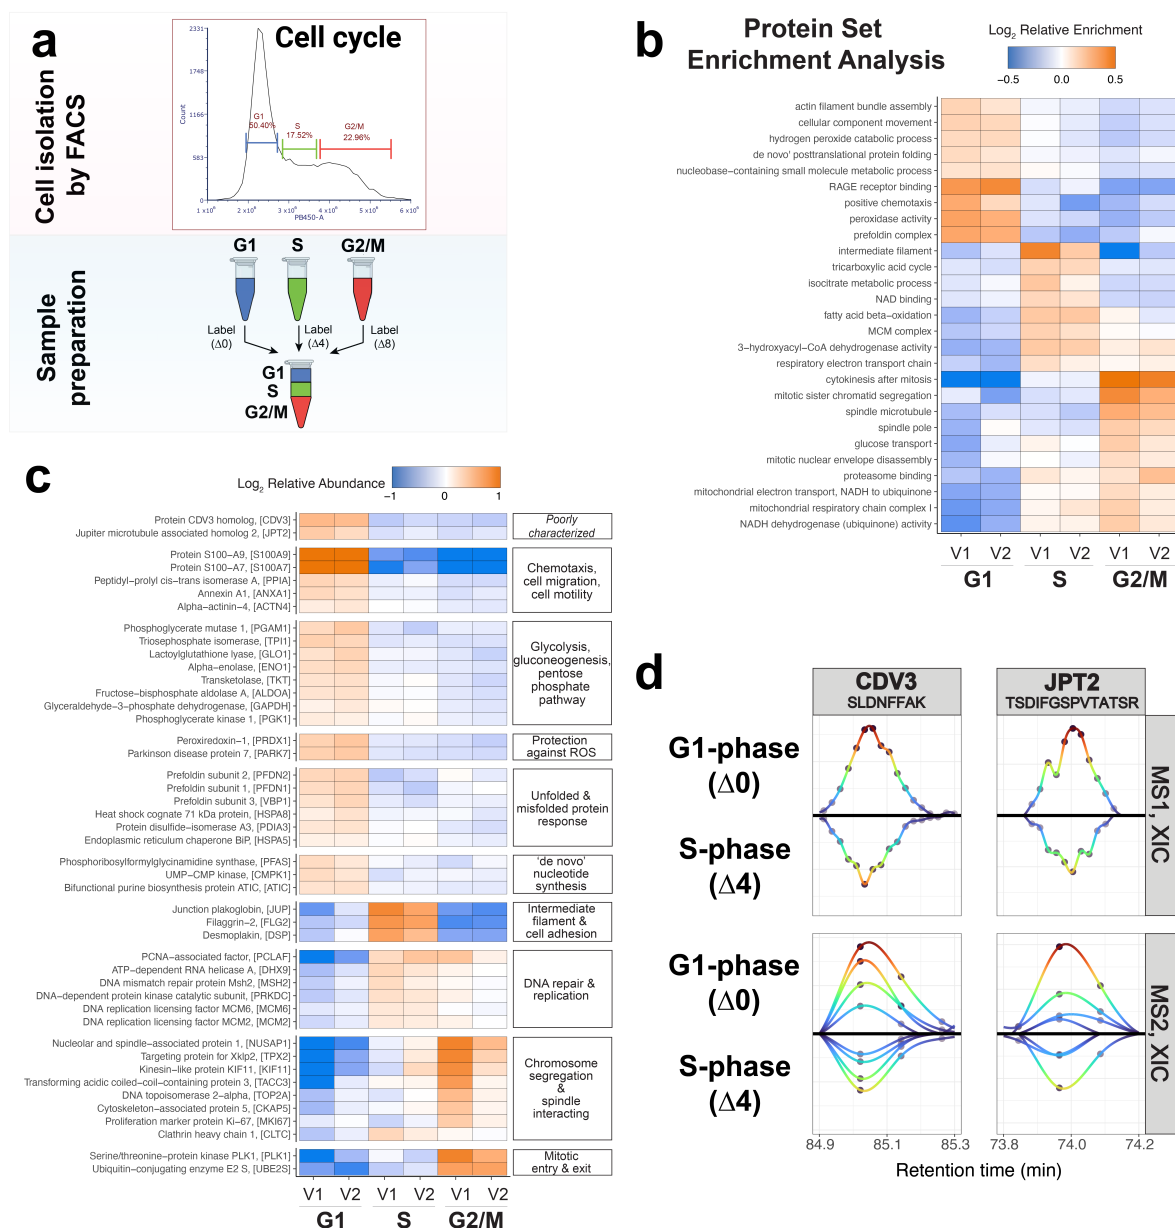 a
Cell isolation
by FACS
Cell cycle
2331
1748
1166
583
0
Count
G1
50.40%
S
17.52%
G2/M
22.96%
1 x10⁶
2 x10⁶
3 x10⁶
4 x10⁶
5 x10⁶
6 x10⁶
PB450-A
Sample
preparation
G1
S
G2/M
Label
(Δ0)
Label
(Δ4)
Label
(Δ8)
G1
S
G2/M
b
Protein Set
Enrichment Analysis
Log₂ Relative Enrichment
−0.5
0.0
0.5
actin filament bundle assembly
cellular component movement
hydrogen peroxide catabolic process
de novo' posttranslational protein folding
nucleobase-containing small molecule metabolic process
RAGE receptor binding
positive chemotaxis
peroxidase activity
prefoldin complex
intermediate filament
tricarboxylic acid cycle
isocitrate metabolic process
NAD binding
fatty acid beta-oxidation
MCM complex
3-hydroxyacyl-CoA dehydrogenase activity
respiratory electron transport chain
cytokinesis after mitosis
mitotic sister chromatid segregation
spindle microtubule
spindle pole
glucose transport
mitotic nuclear envelope disassembly
proteasome binding
mitochondrial electron transport, NADH to ubiquinone
mitochondrial respiratory chain complex I
NADH dehydrogenase (ubiquinone) activity
V1 V2 V1 V2 V1 V2
G1 S G2/M
c
Log₂ Relative Abundance
−1
0
1
Protein CDV3 homolog, [CDV3]
Jupiter microtubule associated homolog 2, [JPT2]
Poorly
characterized
Protein S100−A9, [S100A9]
Protein S100−A7, [S100A7]
Peptidyl−prolyl cis−trans isomerase A, [PPIA]
Annexin A1, [ANXA1]
Alpha−actinin−4, [ACTN4]
Chemotaxis,
cell migration,
cell motility
Phosphoglycerate mutase 1, [PGAM1]
Triosephosphate isomerase, [TPI1]
Lactoylglutathione lyase, [GLO1]
Alpha−enolase, [ENO1]
Transketolase, [TKT]
Fructose−bisphosphate aldolase A, [ALDOA]
Glyceraldehyde−3−phosphate dehydrogenase, [GAPDH]
Phosphoglycerate kinase 1, [PGK1]
Glycolysis,
gluconeogenesis,
pentose
phosphate
pathway
Peroxiredoxin−1, [PRDX1]
Parkinson disease protein 7, [PARK7]
Protection
against ROS
Prefoldin subunit 2, [PFDN2]
Prefoldin subunit 1, [PFDN1]
Prefoldin subunit 3, [VBP1]
Heat shock cognate 71 kDa protein, [HSPA8]
Protein disulfide−isomerase A3, [PDIA3]
Endoplasmic reticulum chaperone BiP, [HSPA5]
Unfolded &
misfolded protein
response
Phosphoribosylformylglycinamidine synthase, [PFAS]
UMP−CMP kinase, [CMPK1]
Bifunctional purine biosynthesis protein ATIC, [ATIC]
'de novo'
nucleotide
synthesis
Junction plakoglobin, [JUP]
Filaggrin−2, [FLG2]
Desmoplakin, [DSP]
Intermediate
filament &
cell adhesion
PCNA−associated factor, [PCLAF]
ATP−dependent RNA helicase A, [DHX9]
DNA mismatch repair protein Msh2, [MSH2]
DNA−dependent protein kinase catalytic subunit, [PRKDC]
DNA replication licensing factor MCM6, [MCM6]
DNA replication licensing factor MCM2, [MCM2]
DNA repair &
replication
Nucleolar and spindle−associated protein 1, [NUSAP1]
Targeting protein for Xklp2, [TPX2]
Kinesin−like protein KIF11, [KIF11]
Transforming acidic coiled−coil−containing protein 3, [TACC3]
DNA topoisomerase 2−alpha, [TOP2A]
Cytoskeleton−associated protein 5, [CKAP5]
Proliferation marker protein Ki−67, [MKI67]
Clathrin heavy chain 1, [CLTC]
Chromosome
segregation
&
spindle
interacting
Serine/threonine−protein kinase PLK1, [PLK1]
Ubiquitin−conjugating enzyme E2 S, [UBE2S]
Mitotic
entry & exit
V1 V2 V1 V2 V1 V2
G1 S G2/M
d
CDV3
SLDNFFAK
JPT2
TSDIFGSPVTATSR
G1-phase
(Δ0)
S-phase
(Δ4)
MS1, XIC
G1-phase
(Δ0)
S-phase
(Δ4)
MS2, XIC
84.9 85.1 85.3
73.8 74.0 74.2
Retention time (min)